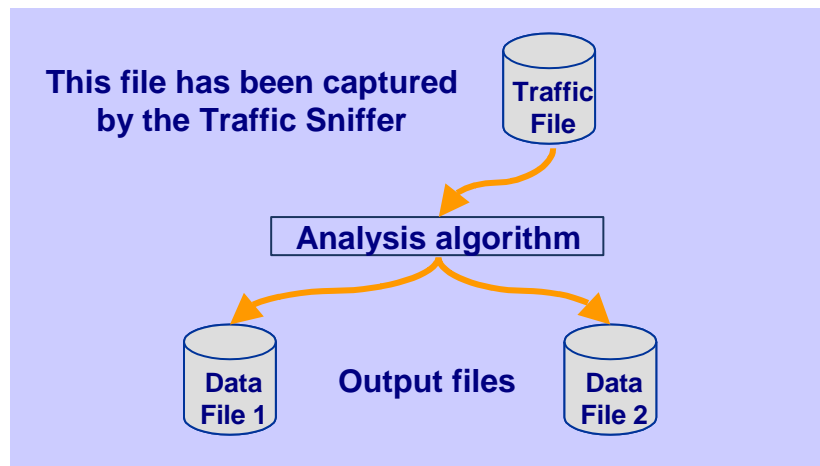 This file has been captured
by the Traffic Sniffer
Traffic
File
Analysis algorithm
Data
File 1
Output files
Data
File 2